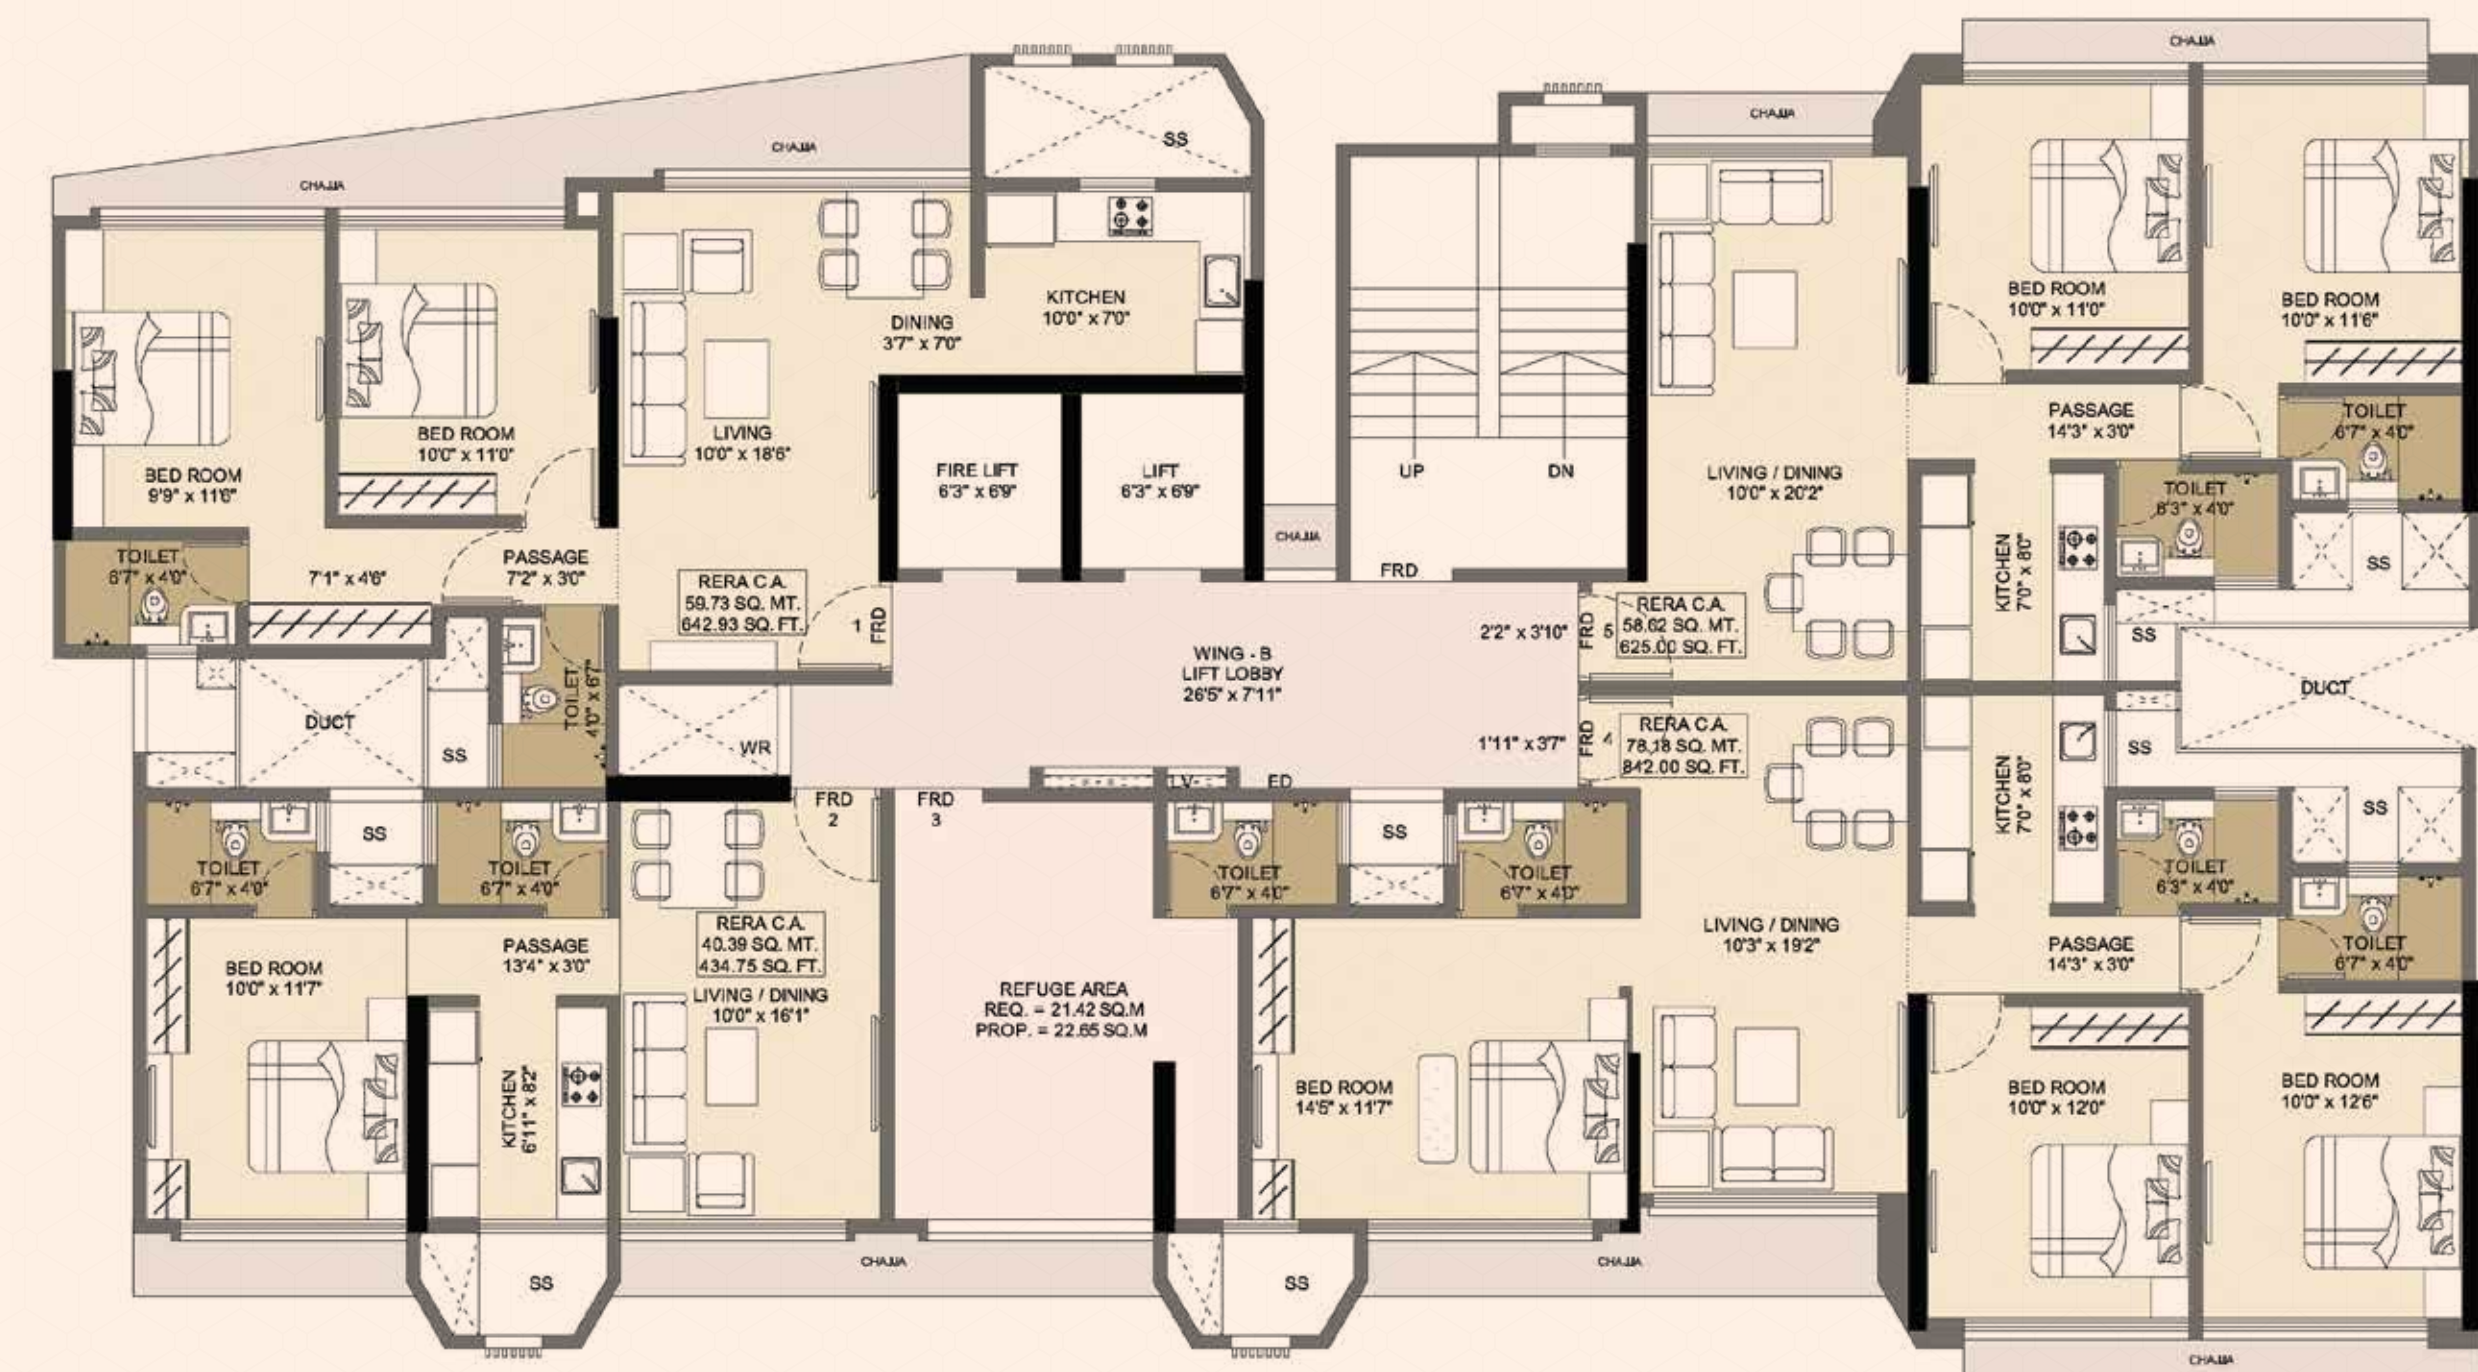 CHAJJA
CHAJJA
SS
CHAJJA
CHAJJA
CHAJJA
BED ROOM
9'9" x 11'6"
BED ROOM
10'0" x 11'0"
LIVING
10'0" x 18'6"
DINING
3'7" x 7'0"
KITCHEN
10'0" x 7'0"
FIRE LIFT
6'3" x 6'9"
LIFT
6'3" x 6'9"
CHAJJA
UP
DN
FRD
LIVING / DINING
10'0" x 20'2"
BED ROOM
10'0" x 11'0"
BED ROOM
10'0" x 11'6"
PASSAGE
14'3" x 3'0"
TOILET
6'7" x 4'0"
TOILET
6'3" x 4'0"
KITCHEN
7'0" x 8'0"
SS
SS
TOILET
6'7" x 4'0"
7'1" x 4'6"
PASSAGE
7'2" x 3'0"
RERA C.A.
59.73 SQ. MT.
642.93 SQ. FT.
1
FRD
TOILET
4'0" x 6'7"
DUCT
SS
WR
WING - B
LIFT LOBBY
26'5" x 7'11"
2'2" x 3'10"
FRD
5
RERA C.A.
58.62 SQ. MT.
625.00 SQ. FT.
1'11" x 3'7"
FRD
4
RERA C.A.
78.18 SQ. MT.
842.00 SQ. FT.
DUCT
SS
SS
KITCHEN
7'0" x 8'0"
LV
ED
FRD
2
FRD
3
TOILET
6'7" x 4'0"
SS
TOILET
6'7" x 4'0"
TOILET
6'7" x 4'0"
SS
TOILET
6'7" x 4'0"
TOILET
6'3" x 4'0"
TOILET
6'7" x 4'0"
BED ROOM
10'0" x 11'7"
PASSAGE
13'4" x 3'0"
RERA C.A.
40.39 SQ. MT.
434.75 SQ. FT.
LIVING / DINING
10'0" x 16'1"
KITCHEN
6'11" x 8'2"
REFUGE AREA
REQ. = 21.42 SQ.M
PROP. = 22.65 SQ.M
LIVING / DINING
10'3" x 19'2"
PASSAGE
14'3" x 3'0"
BED ROOM
14'5" x 11'7"
BED ROOM
10'0" x 12'0"
BED ROOM
10'0" x 12'6"
SS
CHAJJA
SS
CHAJJA
CHAJJA